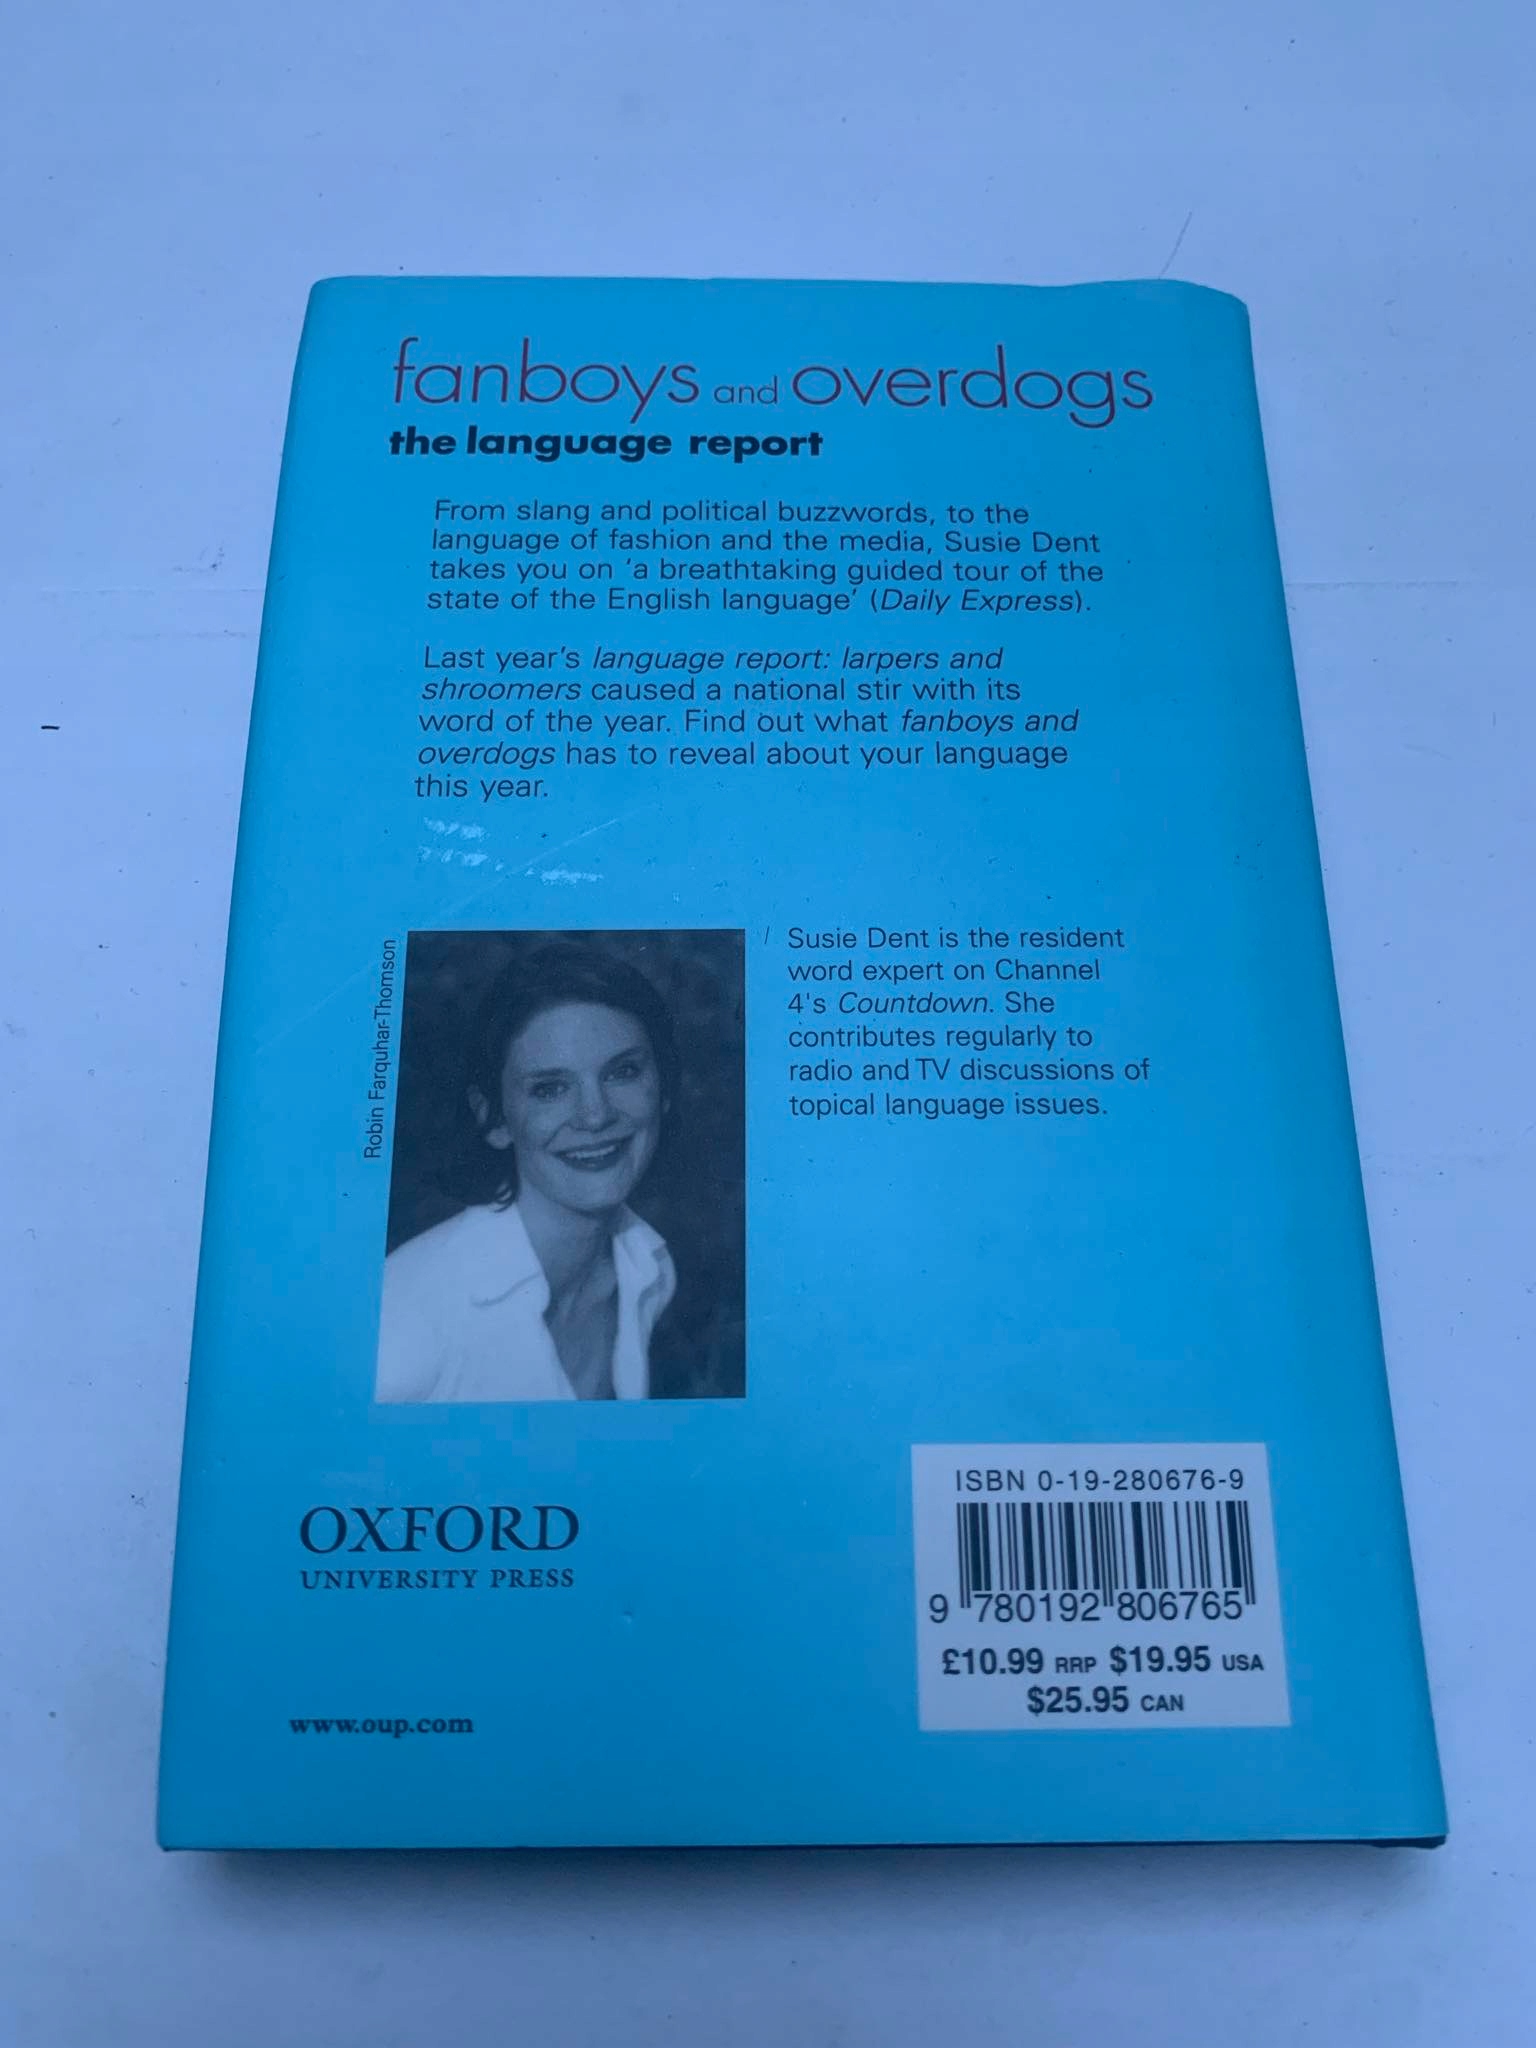 fanboys and overdogs
the language report
From slang and political buzzwords, to the
language of fashion and the media, Susie Dent
takes you on 'a breathtaking guided tour of the
state of the English language' (Daily Express).
Last year's language report: larpers and
shroomers caused a national stir with its
word of the year. Find out what fanboys and
overdogs has to reveal about your language
this year.
Robin Farquhar-Thomson
Susie Dent is the resident
word expert on Channel
4's Countdown. She
contributes regularly to
radio and TV discussions of
topical language issues.
OXFORD
UNIVERSITY PRESS
www.oup.com
ISBN 0-19-280676-9
9 780192 806765
£10.99 RRP $19.95 USA
$25.95 CAN